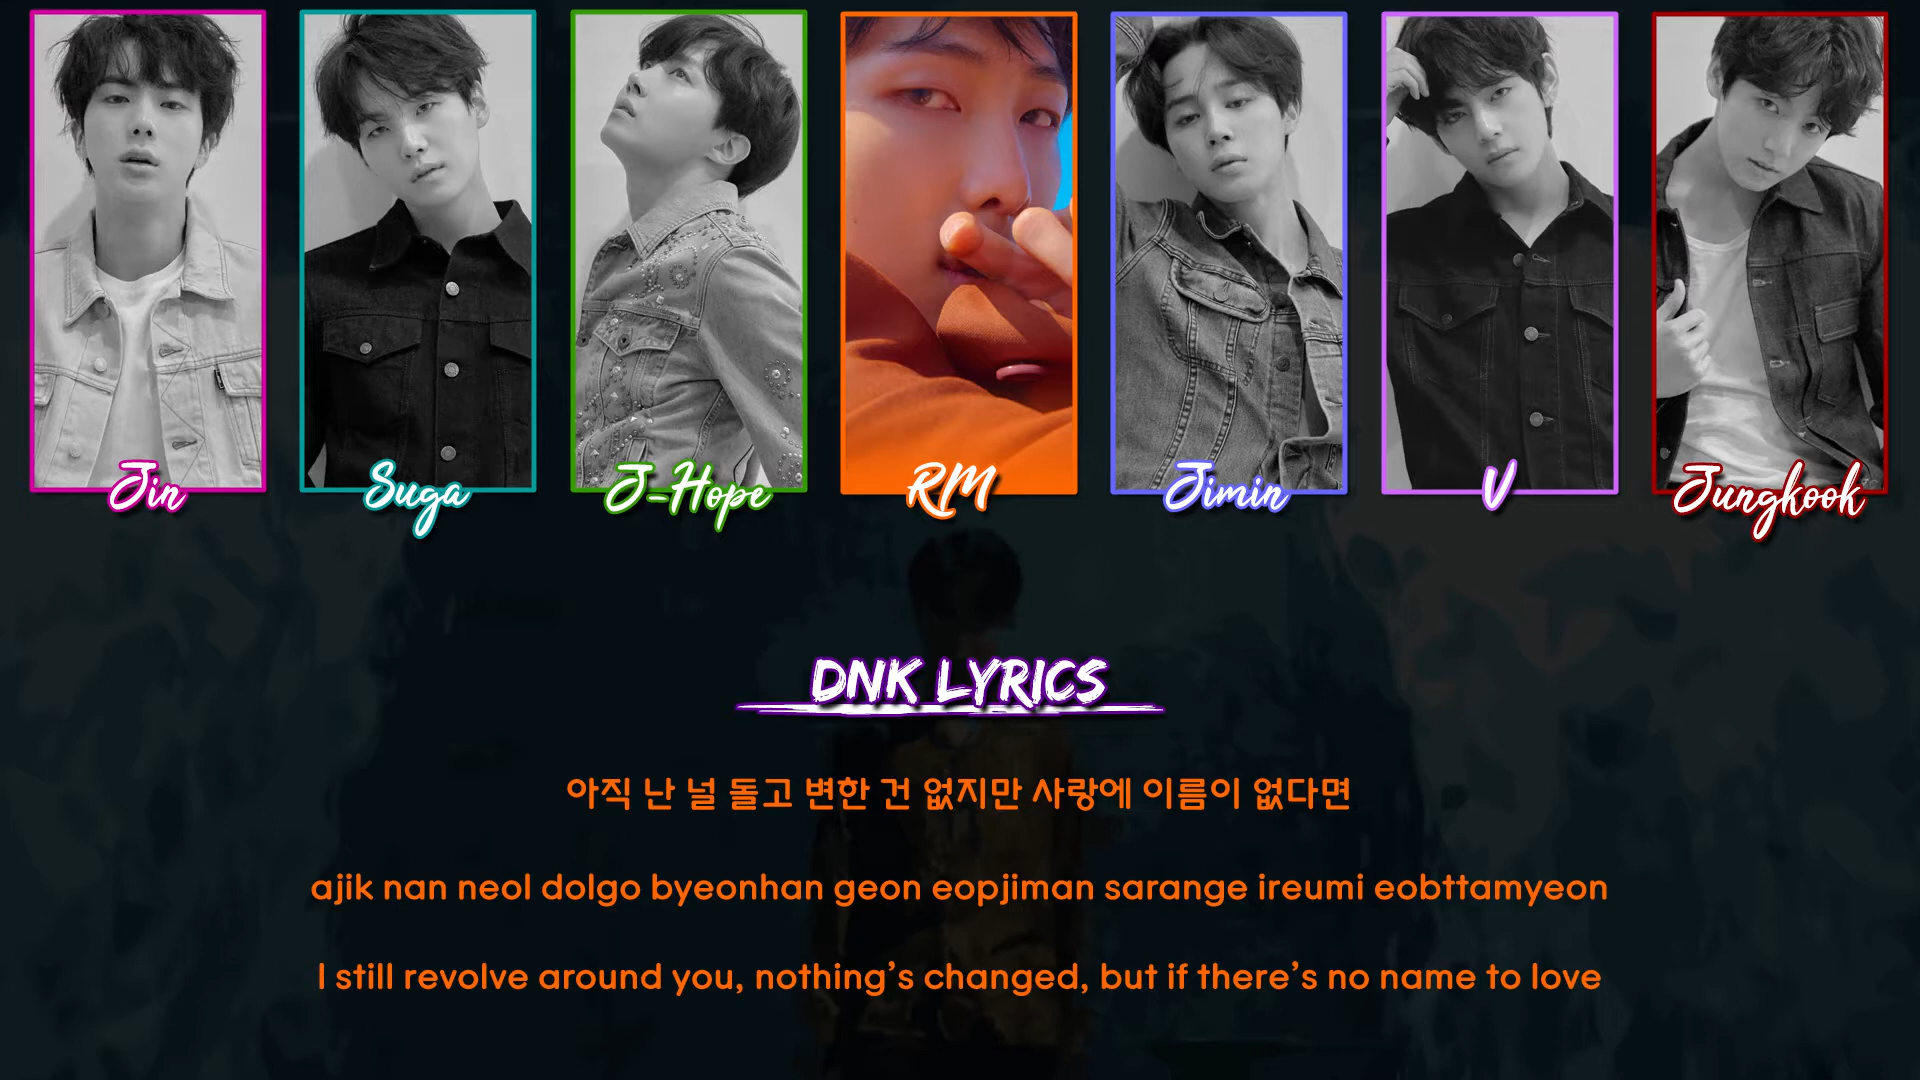 Jin
Suga
J-Hope
RM
Jimin
V
Jungkook
DNK LYRICS
아직 난 널 돌고 변한 건 없지만 사랑에 이름이 없다면
ajik nan neol dolgo byeonhan geon eopjiman sarange ireumi eobttamyeon
I still revolve around you, nothing’s changed, but if there’s no name to love